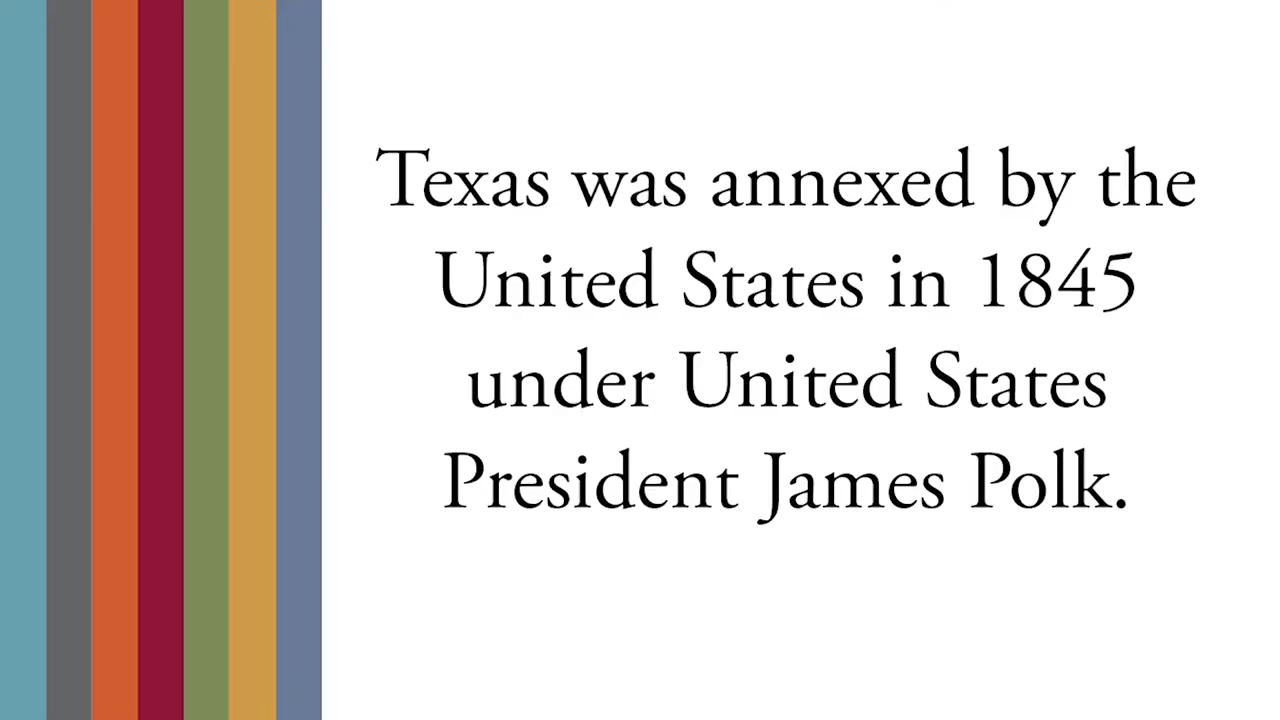 Texas was annexed by the
United States in 1845
under United States
President James Polk.